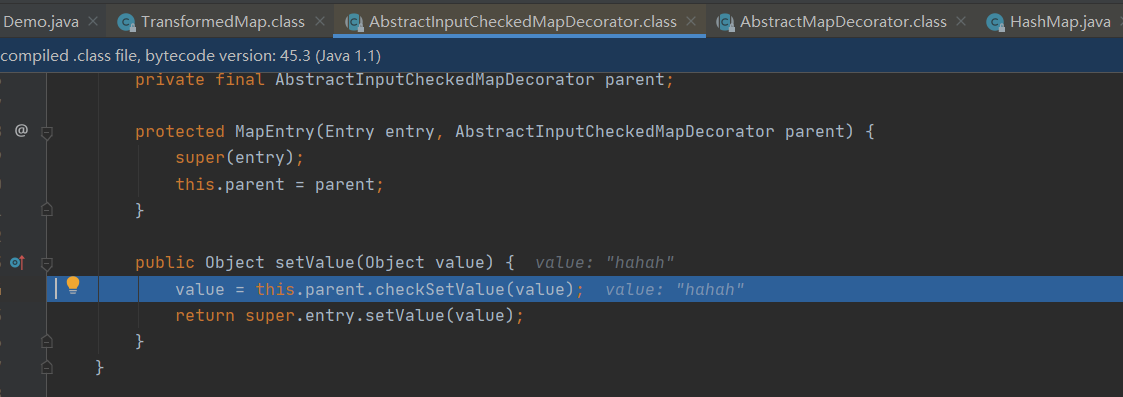 Demo.java × TransformedMap.class × AbstractInputCheckedMapDecorator.class × AbstractMapDecorator.class × HashMap.java
compiled .class file, bytecode version: 45.3 (Java 1.1)
private final AbstractInputCheckedMapDecorator parent;
@ protected MapEntry(Entry entry, AbstractInputCheckedMapDecorator parent) {
super(entry);
this.parent = parent;
}
public Object setValue(Object value) { value: "hahah"
value = this.parent.checkSetValue(value); value: "hahah"
return super.entry.setValue(value);
}
}